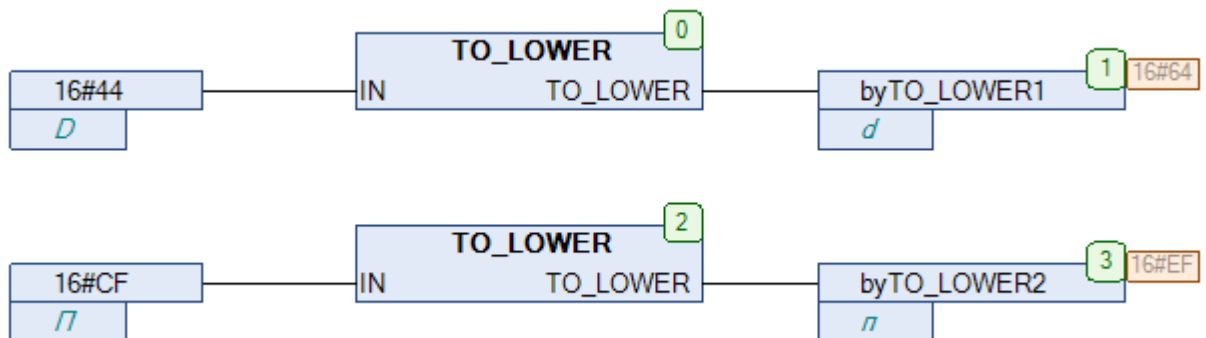 0
TO_LOWER
1 16#64
16#44 IN TO_LOWER byTO_LOWER1
D d
2
TO_LOWER
3 16#EF
16#CF IN TO_LOWER byTO_LOWER2
П п